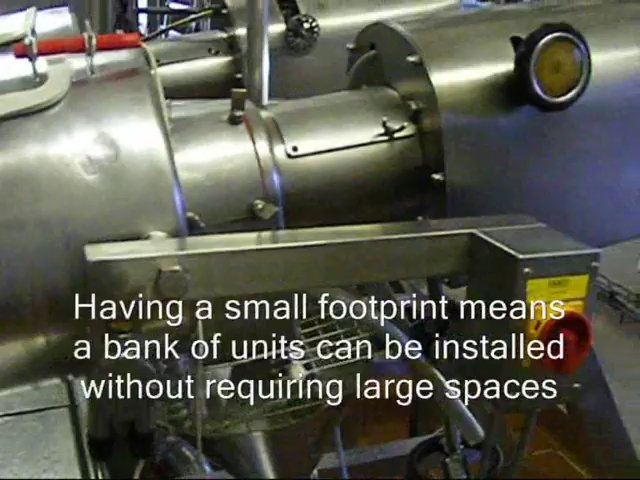 Having a small footprint means
a bank of units can be installed
without requiring large spaces